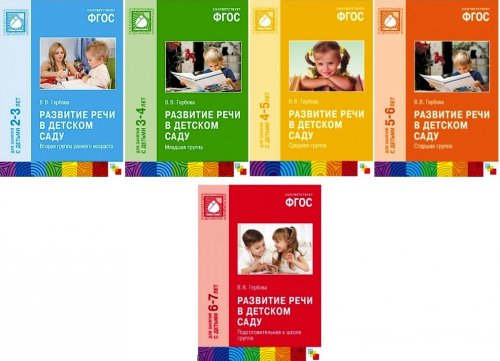 СООТВЕТСТВУЕТ
ФГОС
для занятий
с детьми 2-3 лет
В. В. Гербова
РАЗВИТИЕ РЕЧИ
В ДЕТСКОМ
САДУ
Вторая группа раннего возраста
СООТВЕТСТВУЕТ
ФГОС
для занятий
с детьми 3-4 лет
В. В. Гербова
РАЗВИТИЕ РЕЧИ
В ДЕТСКОМ
САДУ
Младшая группа
СООТВЕТСТВУЕТ
ФГОС
для занятий
с детьми 4-5 лет
В. В. Гербова
РАЗВИТИЕ РЕЧИ
В ДЕТСКОМ
САДУ
Средняя группа
СООТВЕТСТВУЕТ
ФГОС
для занятий
с детьми 5-6 лет
В. В. Гербова
РАЗВИТИЕ РЕЧИ
В ДЕТСКОМ
САДУ
Старшая группа
СООТВЕТСТВУЕТ
ФГОС
для занятий
с детьми 6-7 лет
В. В. Гербова
РАЗВИТИЕ РЕЧИ
В ДЕТСКОМ
САДУ
Подготовительная к школе
группа